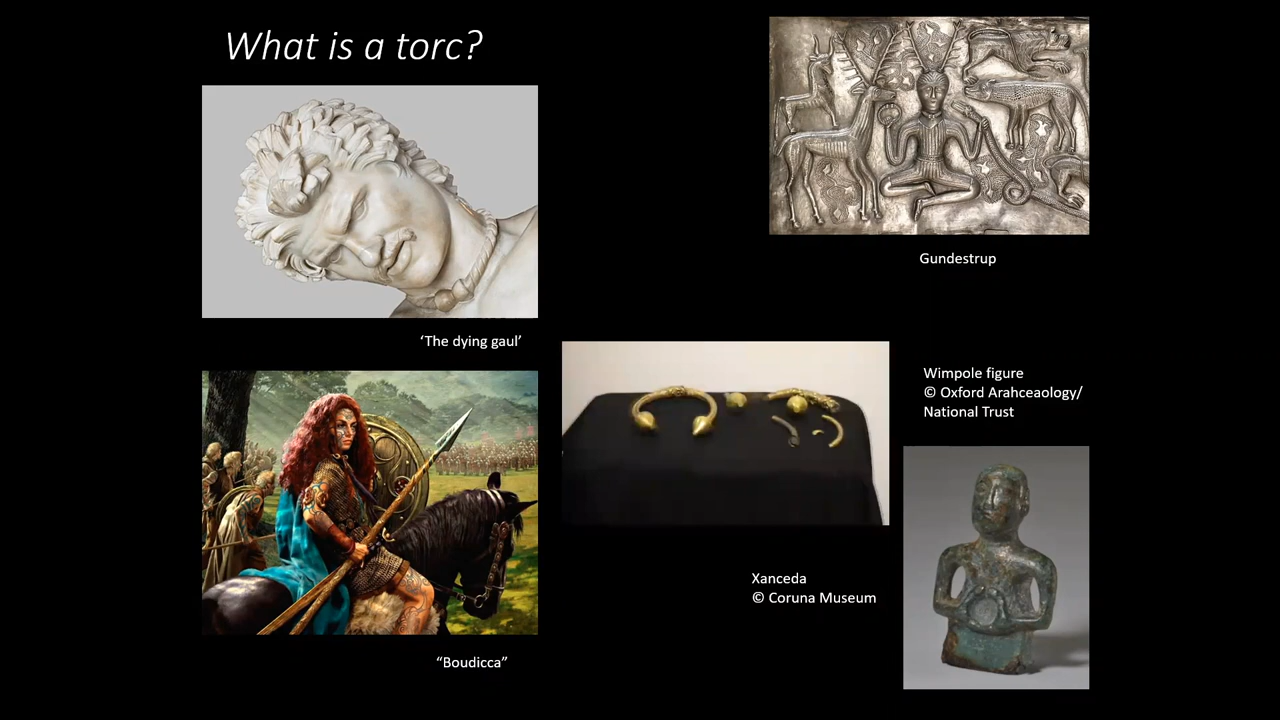 What is a torc?
Gundestrup
'The dying gaul'
Wimpole figure
© Oxford Arahceaology/
National Trust
Xanceda
© Coruna Museum
“Boudicca”